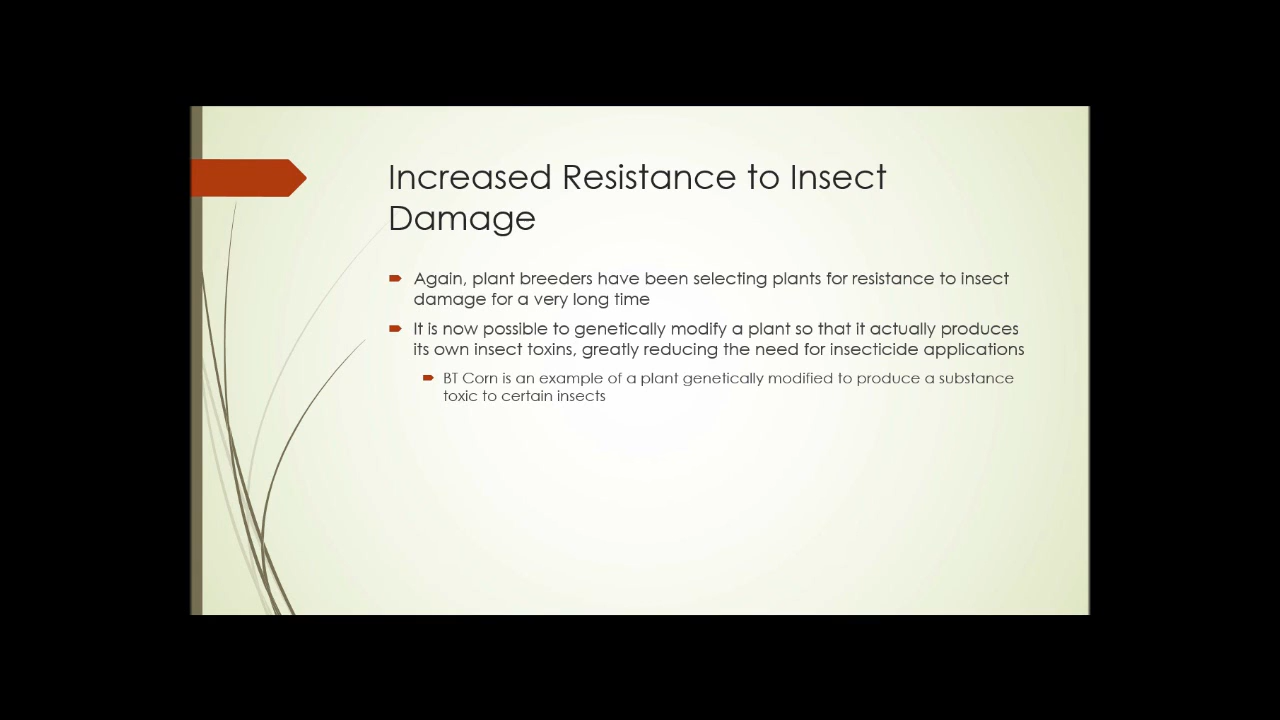 Increased Resistance to Insect
Damage
Again, plant breeders have been selecting plants for resistance to insect
damage for a very long time
It is now possible to genetically modify a plant so that it actually produces
its own insect toxins, greatly reducing the need for insecticide applications
BT Corn is an example of a plant genetically modified to produce a substance
toxic to certain insects